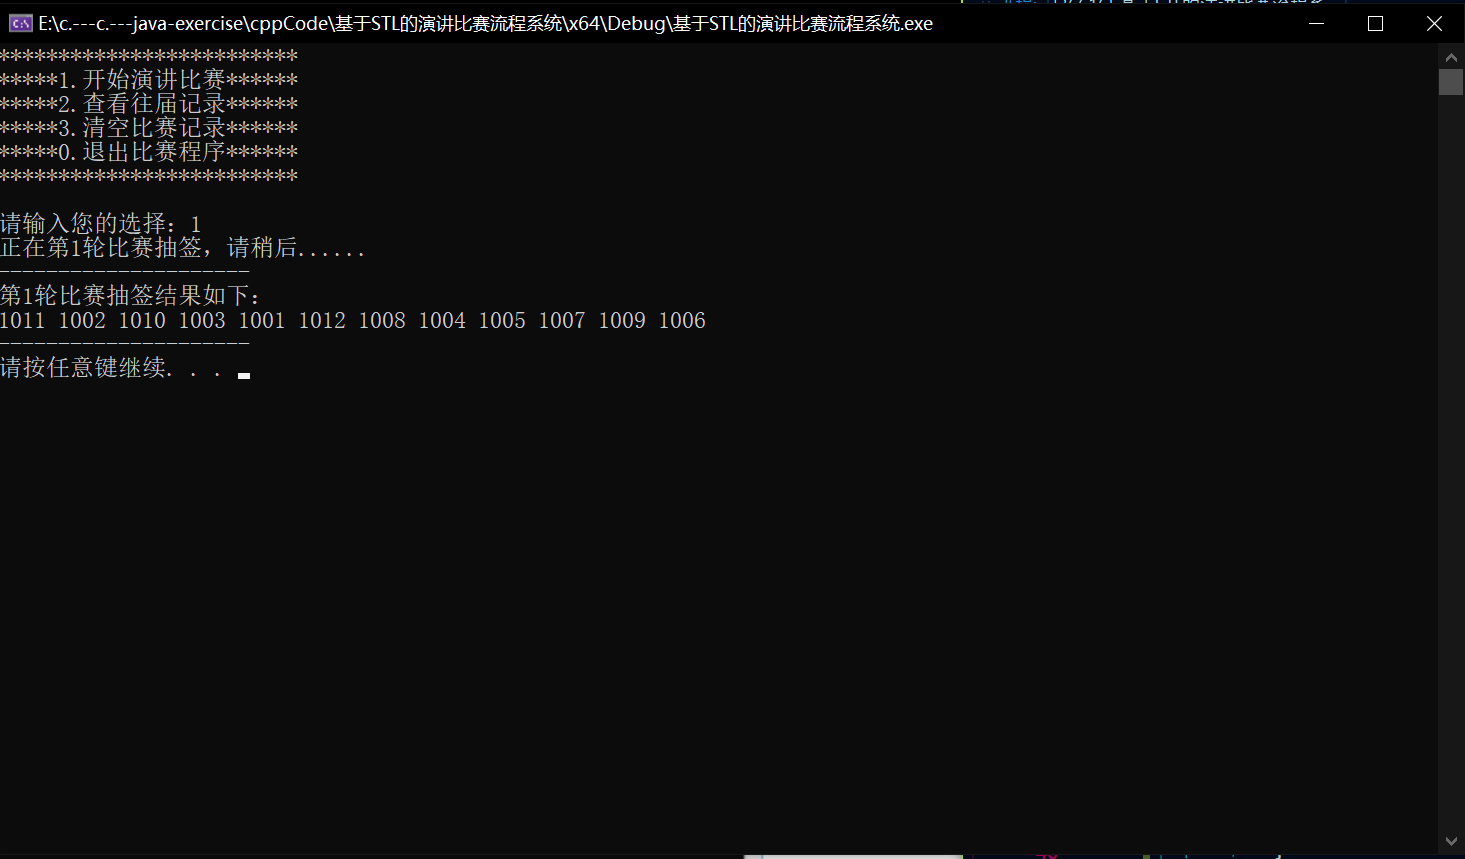 E:\c.---c.---java-exercise\cppCode\基于STL的演讲比赛流程系统\x64\Debug\基于STL的演讲比赛流程系统.exe
*************************
*****1.开始演讲比赛******
*****2.查看往届记录******
*****3.清空比赛记录******
*****0.退出比赛程序******
*************************
请输入您的选择：1
正在第1轮比赛抽签，请稍后......
---------------------
第1轮比赛抽签结果如下：
1011 1002 1010 1003 1001 1012 1008 1004 1005 1007 1009 1006
---------------------
请按任意键继续. . .